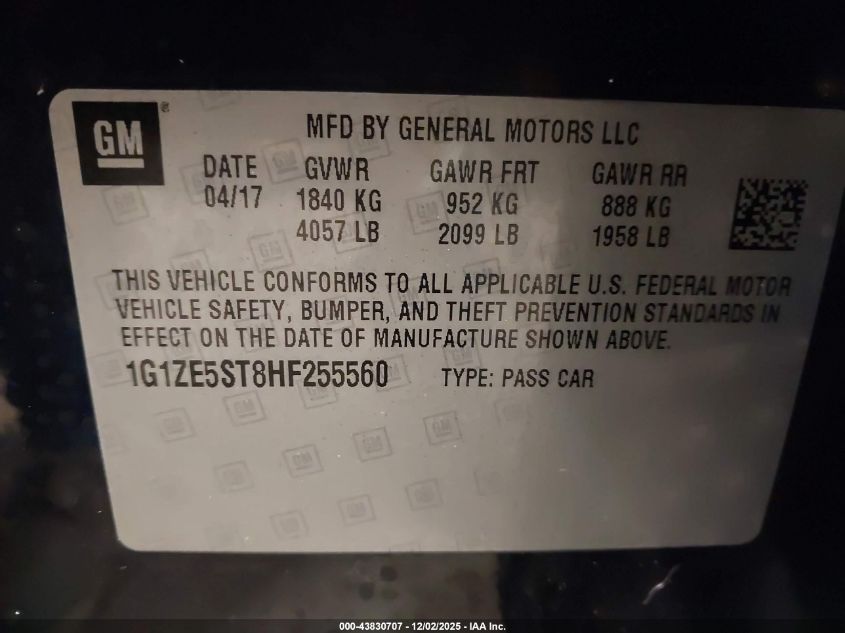 GM®
MFD BY GENERAL MOTORS LLC
DATE GVWR GAWR FRT GAWR RR
04/17 1840 KG 952 KG 888 KG
4057 LB 2099 LB 1958 LB
THIS VEHICLE CONFORMS TO ALL APPLICABLE U.S. FEDERAL MOTOR
VEHICLE SAFETY, BUMPER, AND THEFT PREVENTION STANDARDS IN
EFFECT ON THE DATE OF MANUFACTURE SHOWN ABOVE.
1G1ZE5ST8HF255560 TYPE: PASS CAR
000-43830707 - 12/02/2025 - IAA Inc.